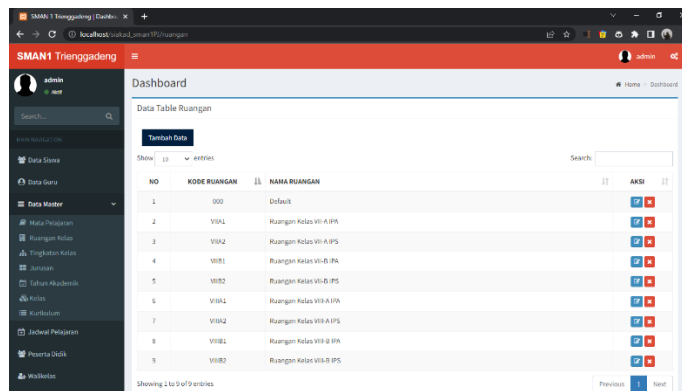 SMAN 1 Trienggadeng | Dashbo
localhost/siakad_sman1PJ/ruangan
SMAN1 Trienggadeng
admin
admin
Aktif
Search...
MAIN NAVIGATION
Data Siswa
Data Guru
Data Master
Mata Pelajaran
Ruangan Kelas
Tingkatan Kelas
Jurusan
Tahun Akademik
Kelas
Kurikulum
Jadwal Pelajaran
Peserta Didik
Walikelas
Dashboard
Home > Dashboard
Data Table Ruangan
Tambah Data
Show 10 entries
Search:
NO KODE RUANGAN NAMA RUANGAN AKSI
1 000 Default
2 VIIA1 Ruangan Kelas VII-A IPA
3 VIIA2 Ruangan Kelas VII-A IPS
4 VIIB1 Ruangan Kelas VII-B IPA
5 VIIB2 Ruangan Kelas VII-B IPS
6 VIIIA1 Ruangan Kelas VIII-A IPA
7 VIIIA2 Ruangan Kelas VIII-A IPS
8 VIIIB1 Ruangan Kelas VIII-B IPA
9 VIIIB2 Ruangan Kelas VIII-B IPS
Showing 1 to 9 of 9 entries
Previous 1 Next